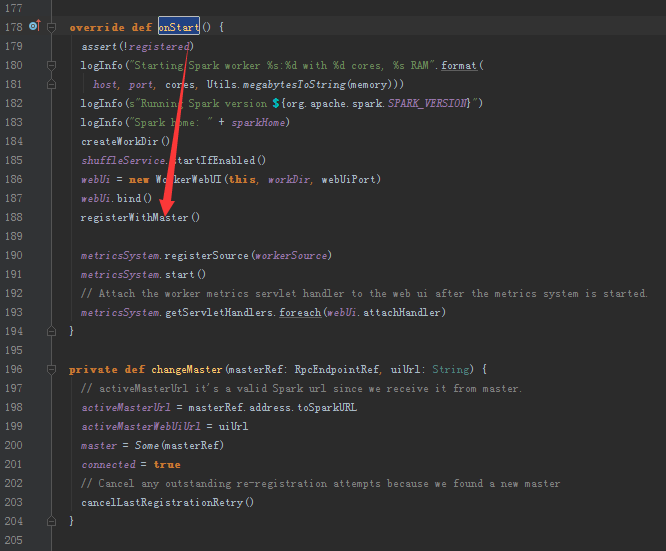 177
178 override def onStart() {
179 assert(!registered)
180 logInfo("Starting Spark worker %s:%d with %d cores, %s RAM".format(
181 host, port, cores, Utils.megabytesToString(memory)))
182 logInfo(s"Running Spark version ${org.apache.spark.SPARK_VERSION}")
183 logInfo("Spark home: " + sparkHome)
184 createWorkDir()
185 shuffleService.startIfEnabled()
186 webUi = new WorkerWebUI(this, workDir, webUiPort)
187 webUi.bind()
188 registerWithMaster()
189
190 metricsSystem.registerSource(workerSource)
191 metricsSystem.start()
192 // Attach the worker metrics servlet handler to the web ui after the metrics system is started.
193 metricsSystem.getServletHandlers.foreach(webUi.attachHandler)
194 }
195
196 private def changeMaster(masterRef: RpcEndpointRef, uiUrl: String) {
197 // activeMasterUrl it's a valid Spark url since we receive it from master.
198 activeMasterUrl = masterRef.address.toSparkURL
199 activeMasterWebUiUrl = uiUrl
200 master = Some(masterRef)
201 connected = true
202 // Cancel any outstanding re-registration attempts because we found a new master
203 cancelLastRegistrationRetry()
204 }
205